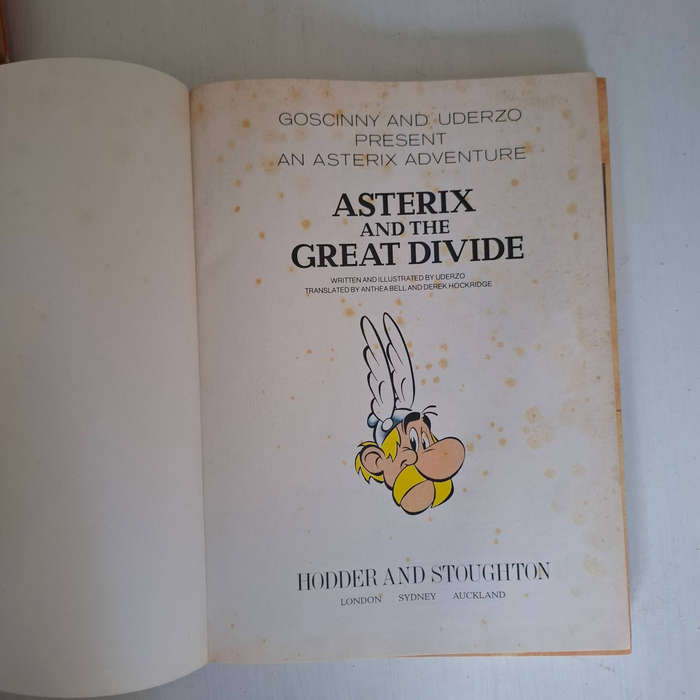 GOSCINNY AND UDERZO
PRESENT
AN ASTERIX ADVENTURE
ASTERIX
AND THE
GREAT DIVIDE
WRITTEN AND ILLUSTRATED BY UDERZO
TRANSLATED BY ANTHEA BELL AND DEREK HOCKRIDGE
HODDER AND STOUGHTON
LONDON SYDNEY AUCKLAND